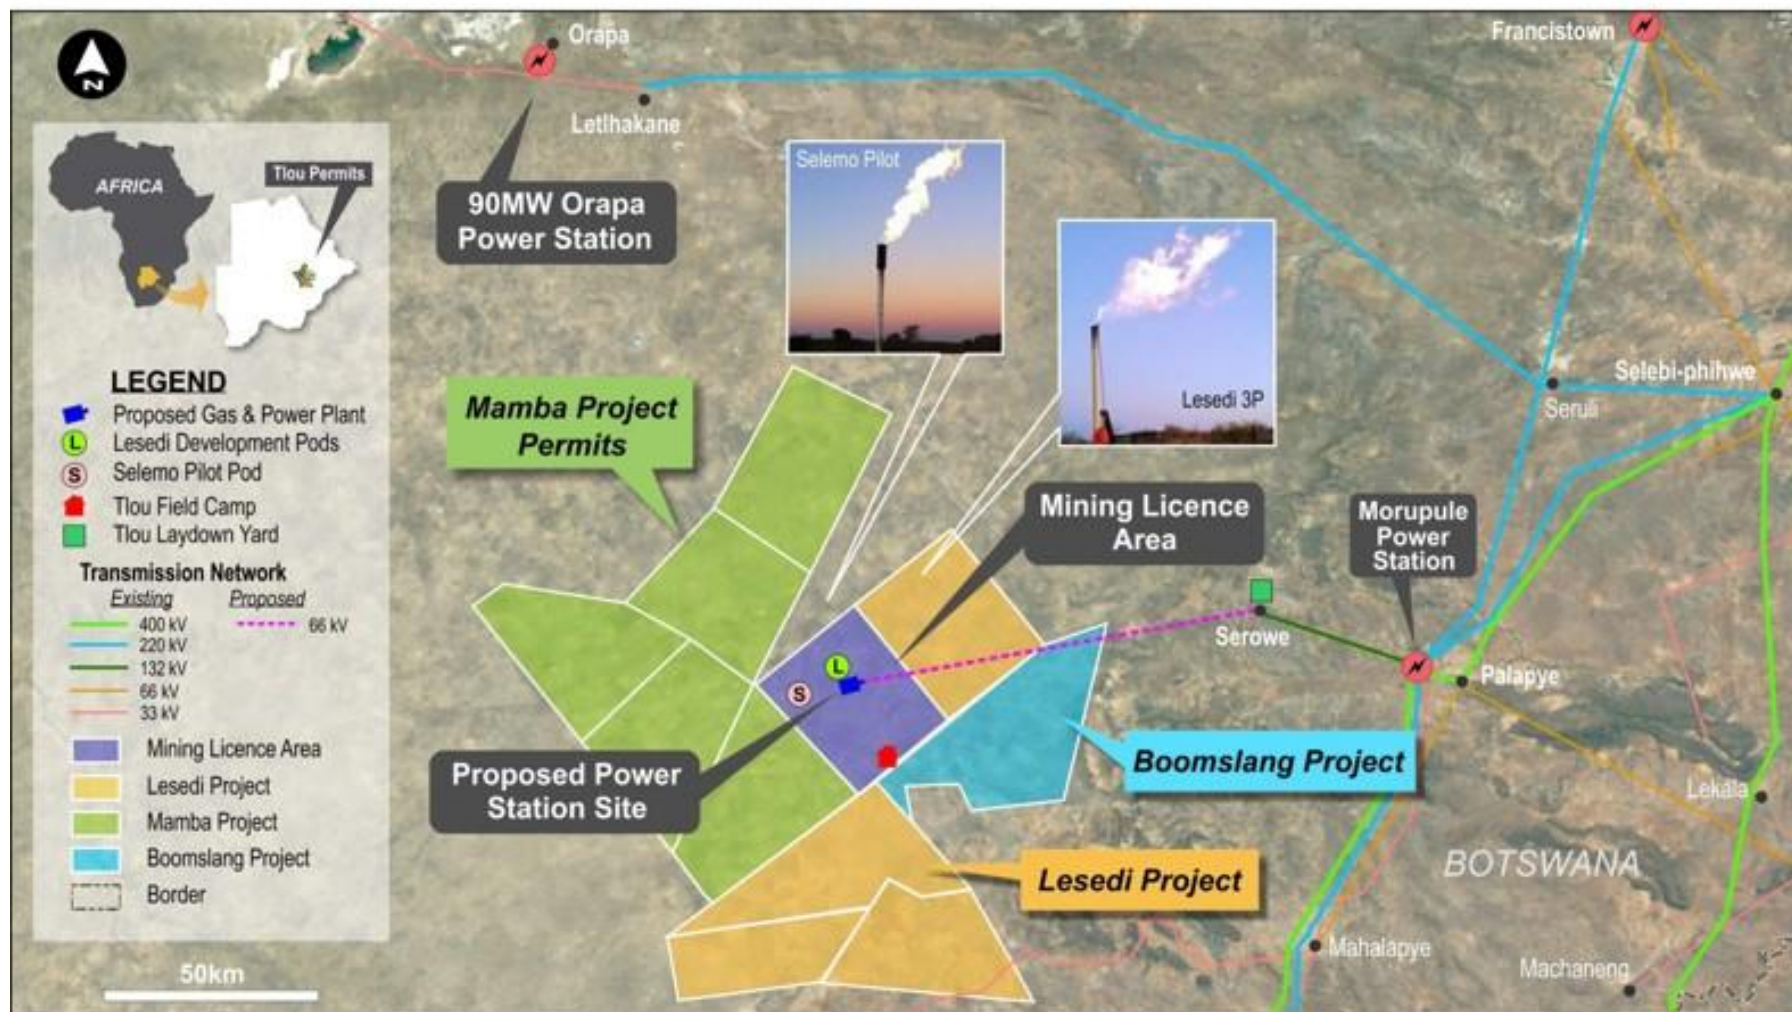 N
Orapa
Letlhakane
Francistown
AFRICA
Tlou Permits
90MW Orapa
Power Station
Selemo Pilot
Lesedi 3P
LEGEND
Proposed Gas & Power Plant
L
Lesedi Development Pods
S
Selemo Pilot Pod
Tlou Field Camp
Tlou Laydown Yard
Transmission Network
Existing
Proposed
400 kV
66 kV
220 kV
132 kV
66 kV
33 kV
Mining Licence Area
Lesedi Project
Mamba Project
Boomslang Project
Border
50km
Mamba Project
Permits
Mining Licence
Area
Morupule
Power
Station
Selebi-phihwe
Seruli
Serowe
Palapye
L
S
Proposed Power
Station Site
Boomslang Project
Lesedi Project
Lekala
BOTSWANA
Mahalapye
Machaneng